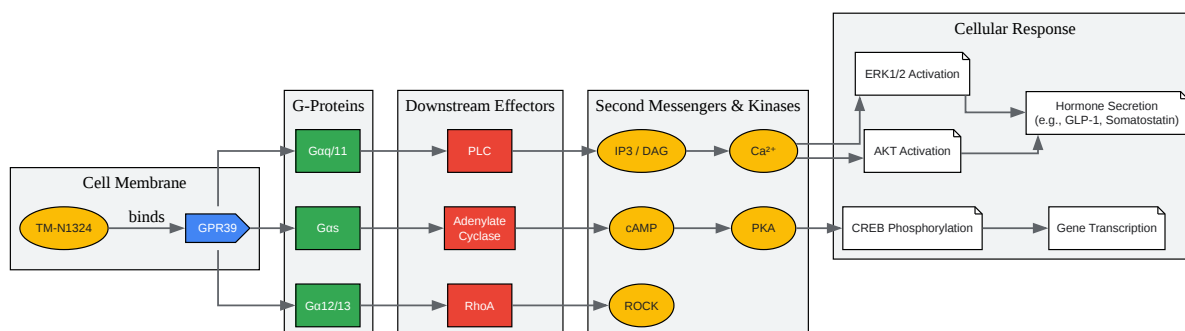 Cellular Response
ERK1/2 Activation
G-Proteins
Downstream Effectors
Second Messengers & Kinases
Hormone Secretion
(e.g., GLP-1, Somatostatin)
Gαq/11
PLC
IP3 / DAG
Ca²⁺
AKT Activation
Cell Membrane
TM-N1324
binds
GPR39
Gαs
Adenylate
Cyclase
cAMP
PKA
CREB Phosphorylation
Gene Transcription
Gα12/13
RhoA
ROCK